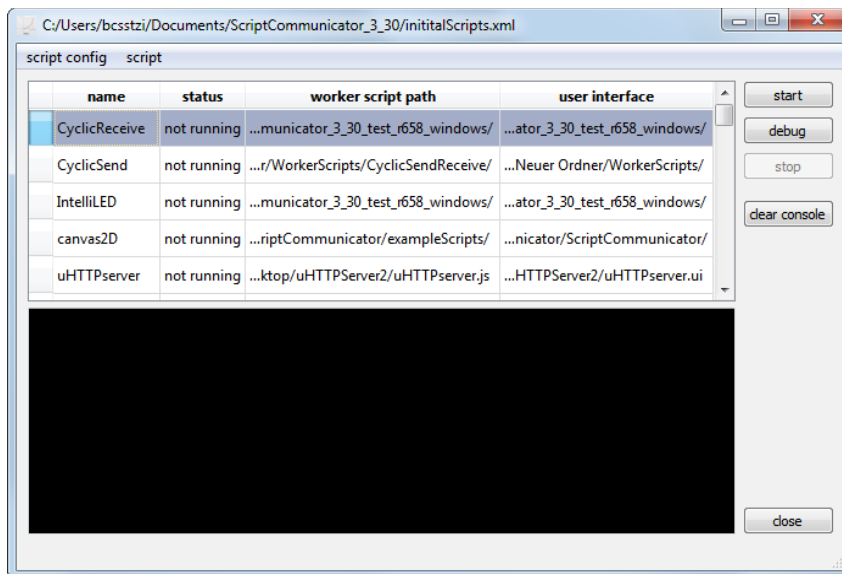 C:/Users/bcsstzi/Documents/ScriptCommunicator_3_30/inititalScripts.xml
script config script
name status worker script path user interface
CyclicReceive not running ...municator_3_30_test_r658_windows/ ...ator_3_30_test_r658_windows/
CyclicSend not running ...r/WorkerScripts/CyclicSendReceive/ ...Neuer Ordner/WorkerScripts/
IntelliLED not running ...municator_3_30_test_r658_windows/ ...ator_3_30_test_r658_windows/
canvas2D not running ...riptCommunicator/exampleScripts/ ...nicator/ScriptCommunicator/
uHTTPserver not running ...ktop/uHTTPServer2/uHTTPserver.js ...HTTPServer2/uHTTPserver.ui
start
debug
stop
clear console
close